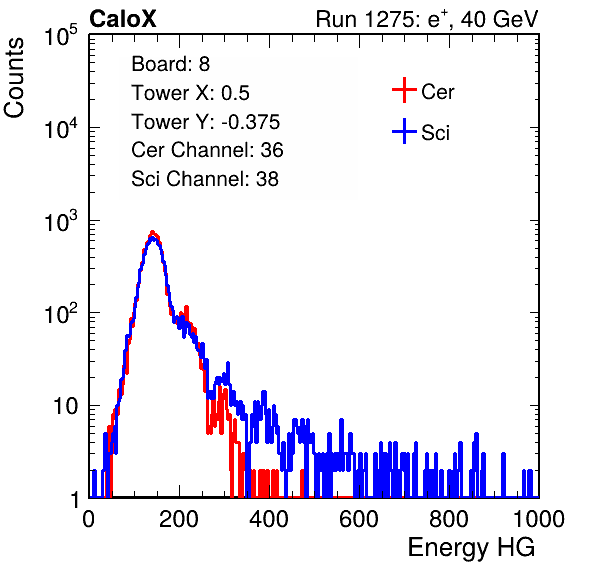 CaloX Run 1275: e⁺, 40 GeV
Counts
Board: 8
Tower X: 0.5
Tower Y: -0.375
Cer Channel: 36
Sci Channel: 38
Cer
Sci
10⁵
10⁴
10³
10²
10
1
0 200 400 600 800 1000
Energy HG